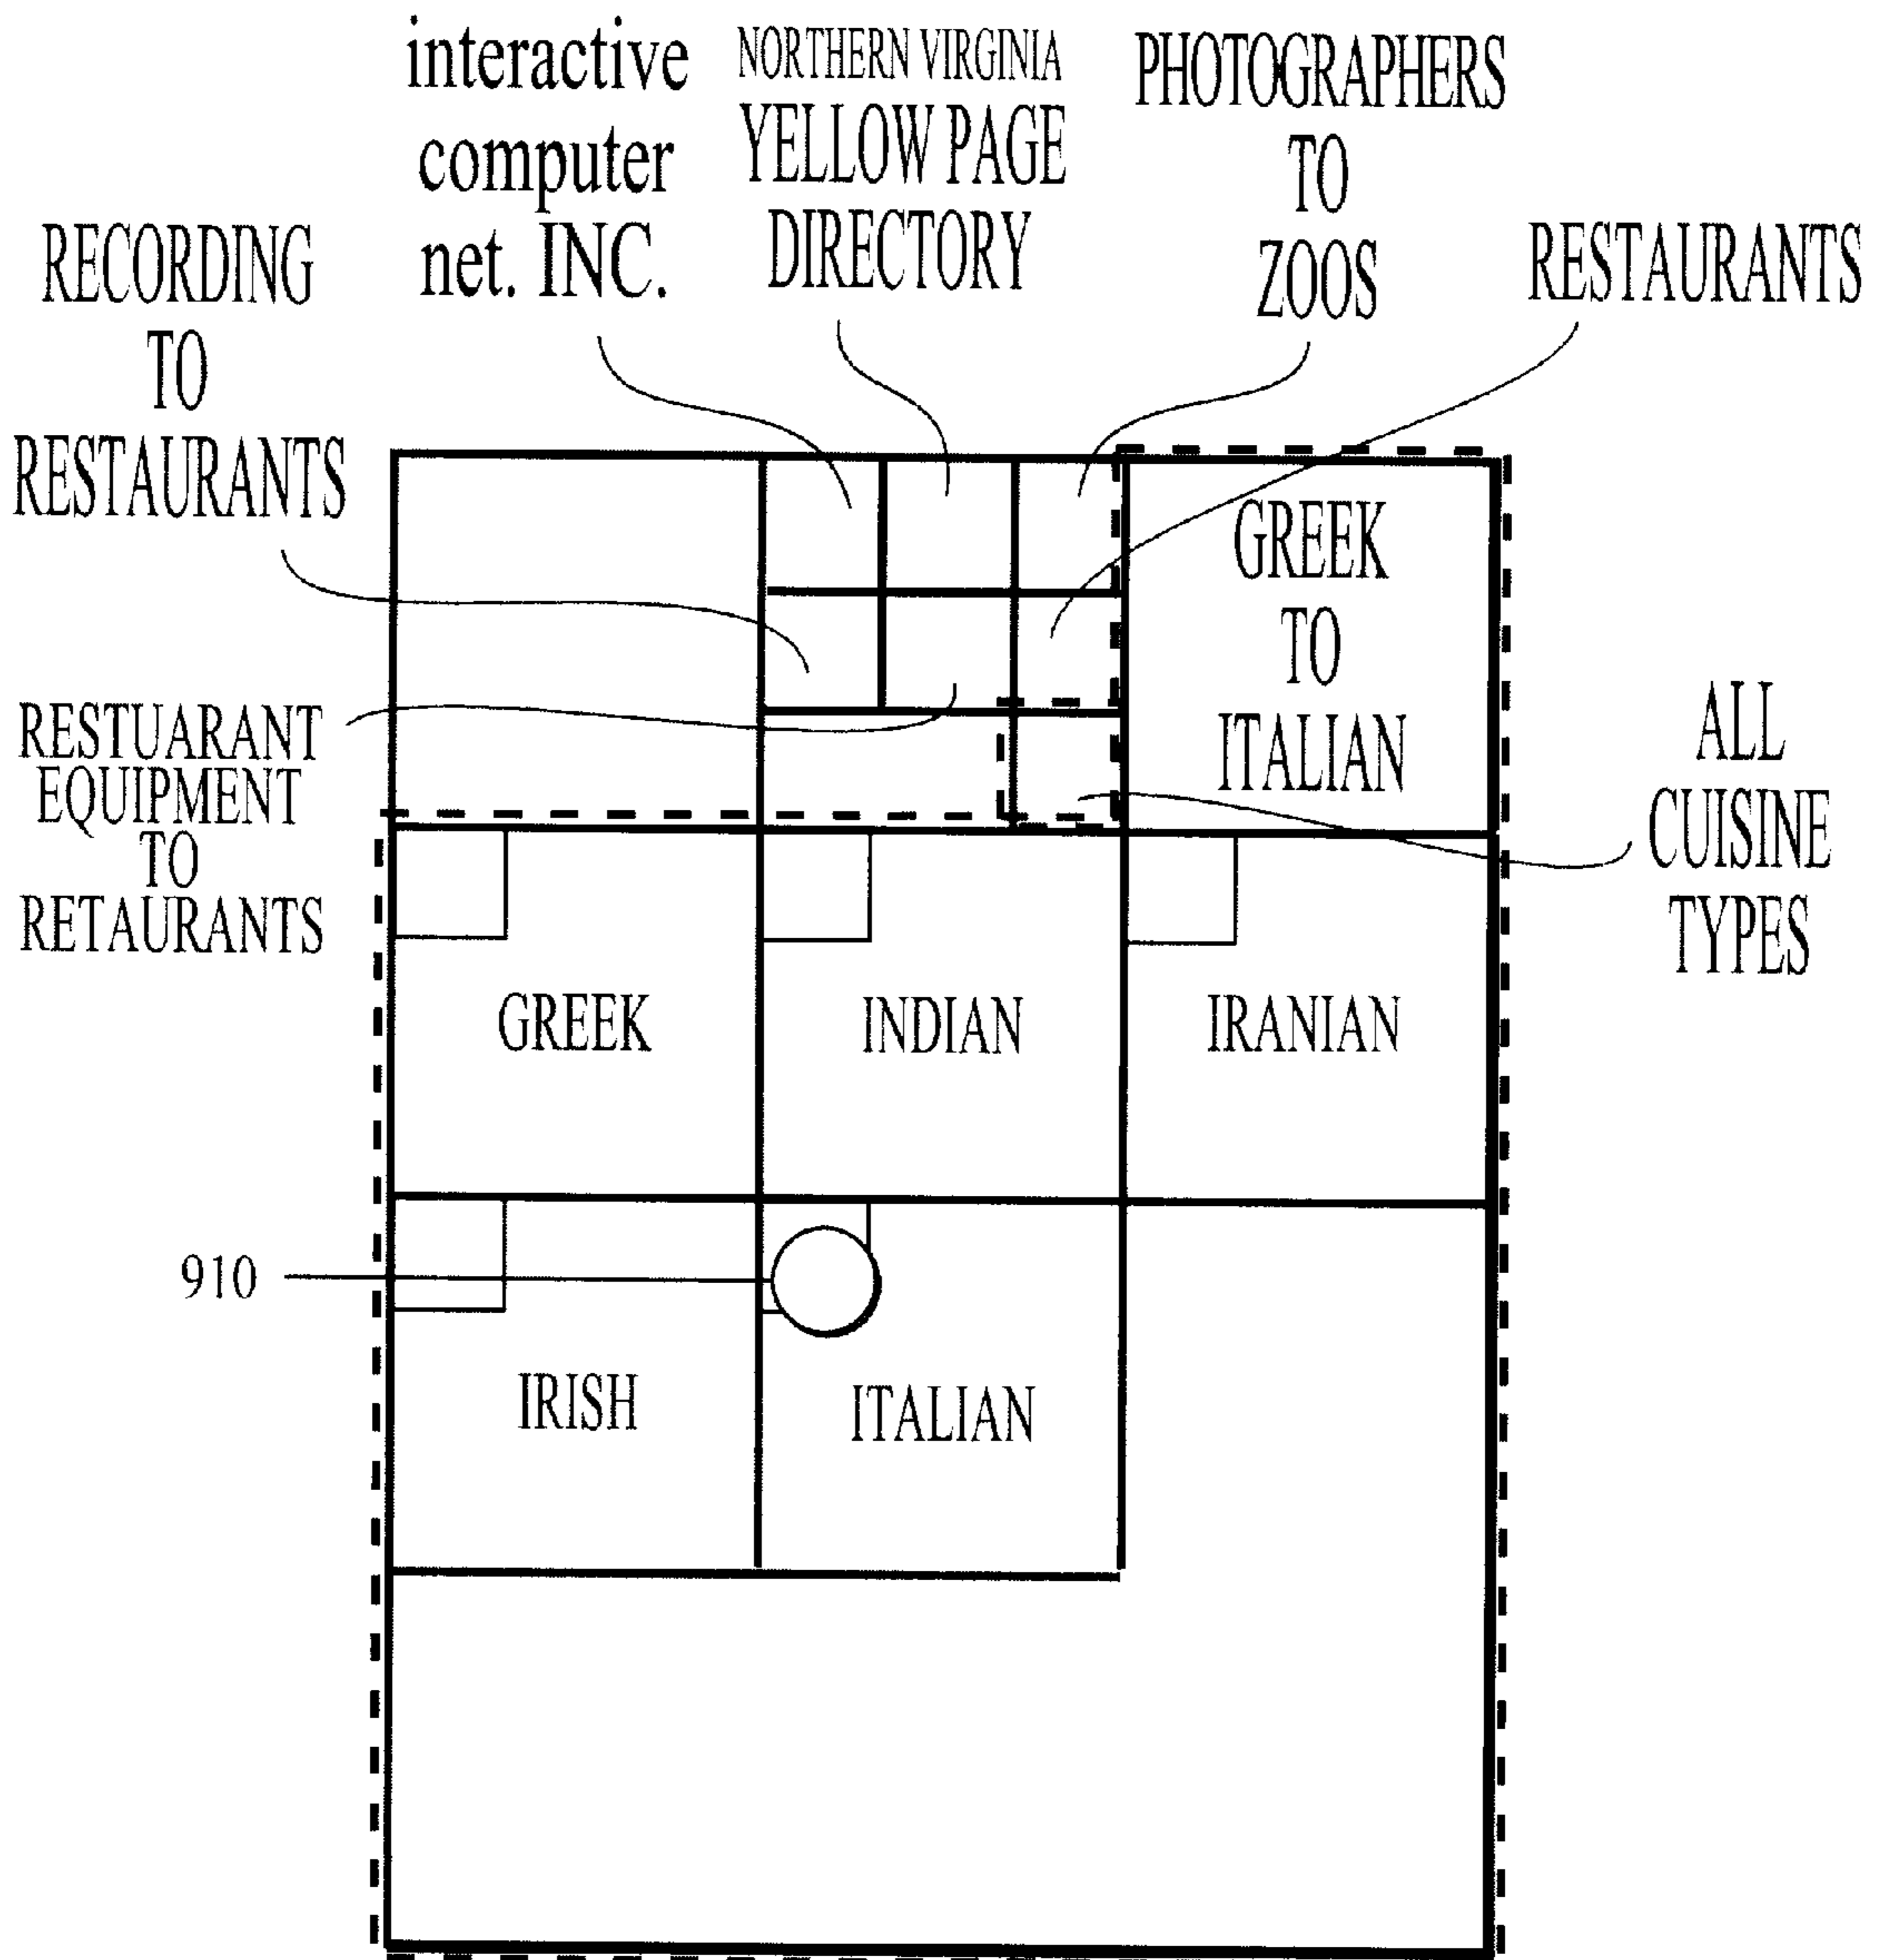 interactive
computer
net. INC.
NORTHERN VIRGINIA
YELLOW PAGE
DIRECTORY
PHOTOGRAPHERS
TO
ZOOS
RESTAURANTS
RECORDING
TO
RESTAURANTS
GREEK
TO
ITALIAN
RESTUARANT
EQUIPMENT
TO
RETAURANTS
ALL
CUISINE
TYPES
GREEK
INDIAN
IRANIAN
910
IRISH
ITALIAN